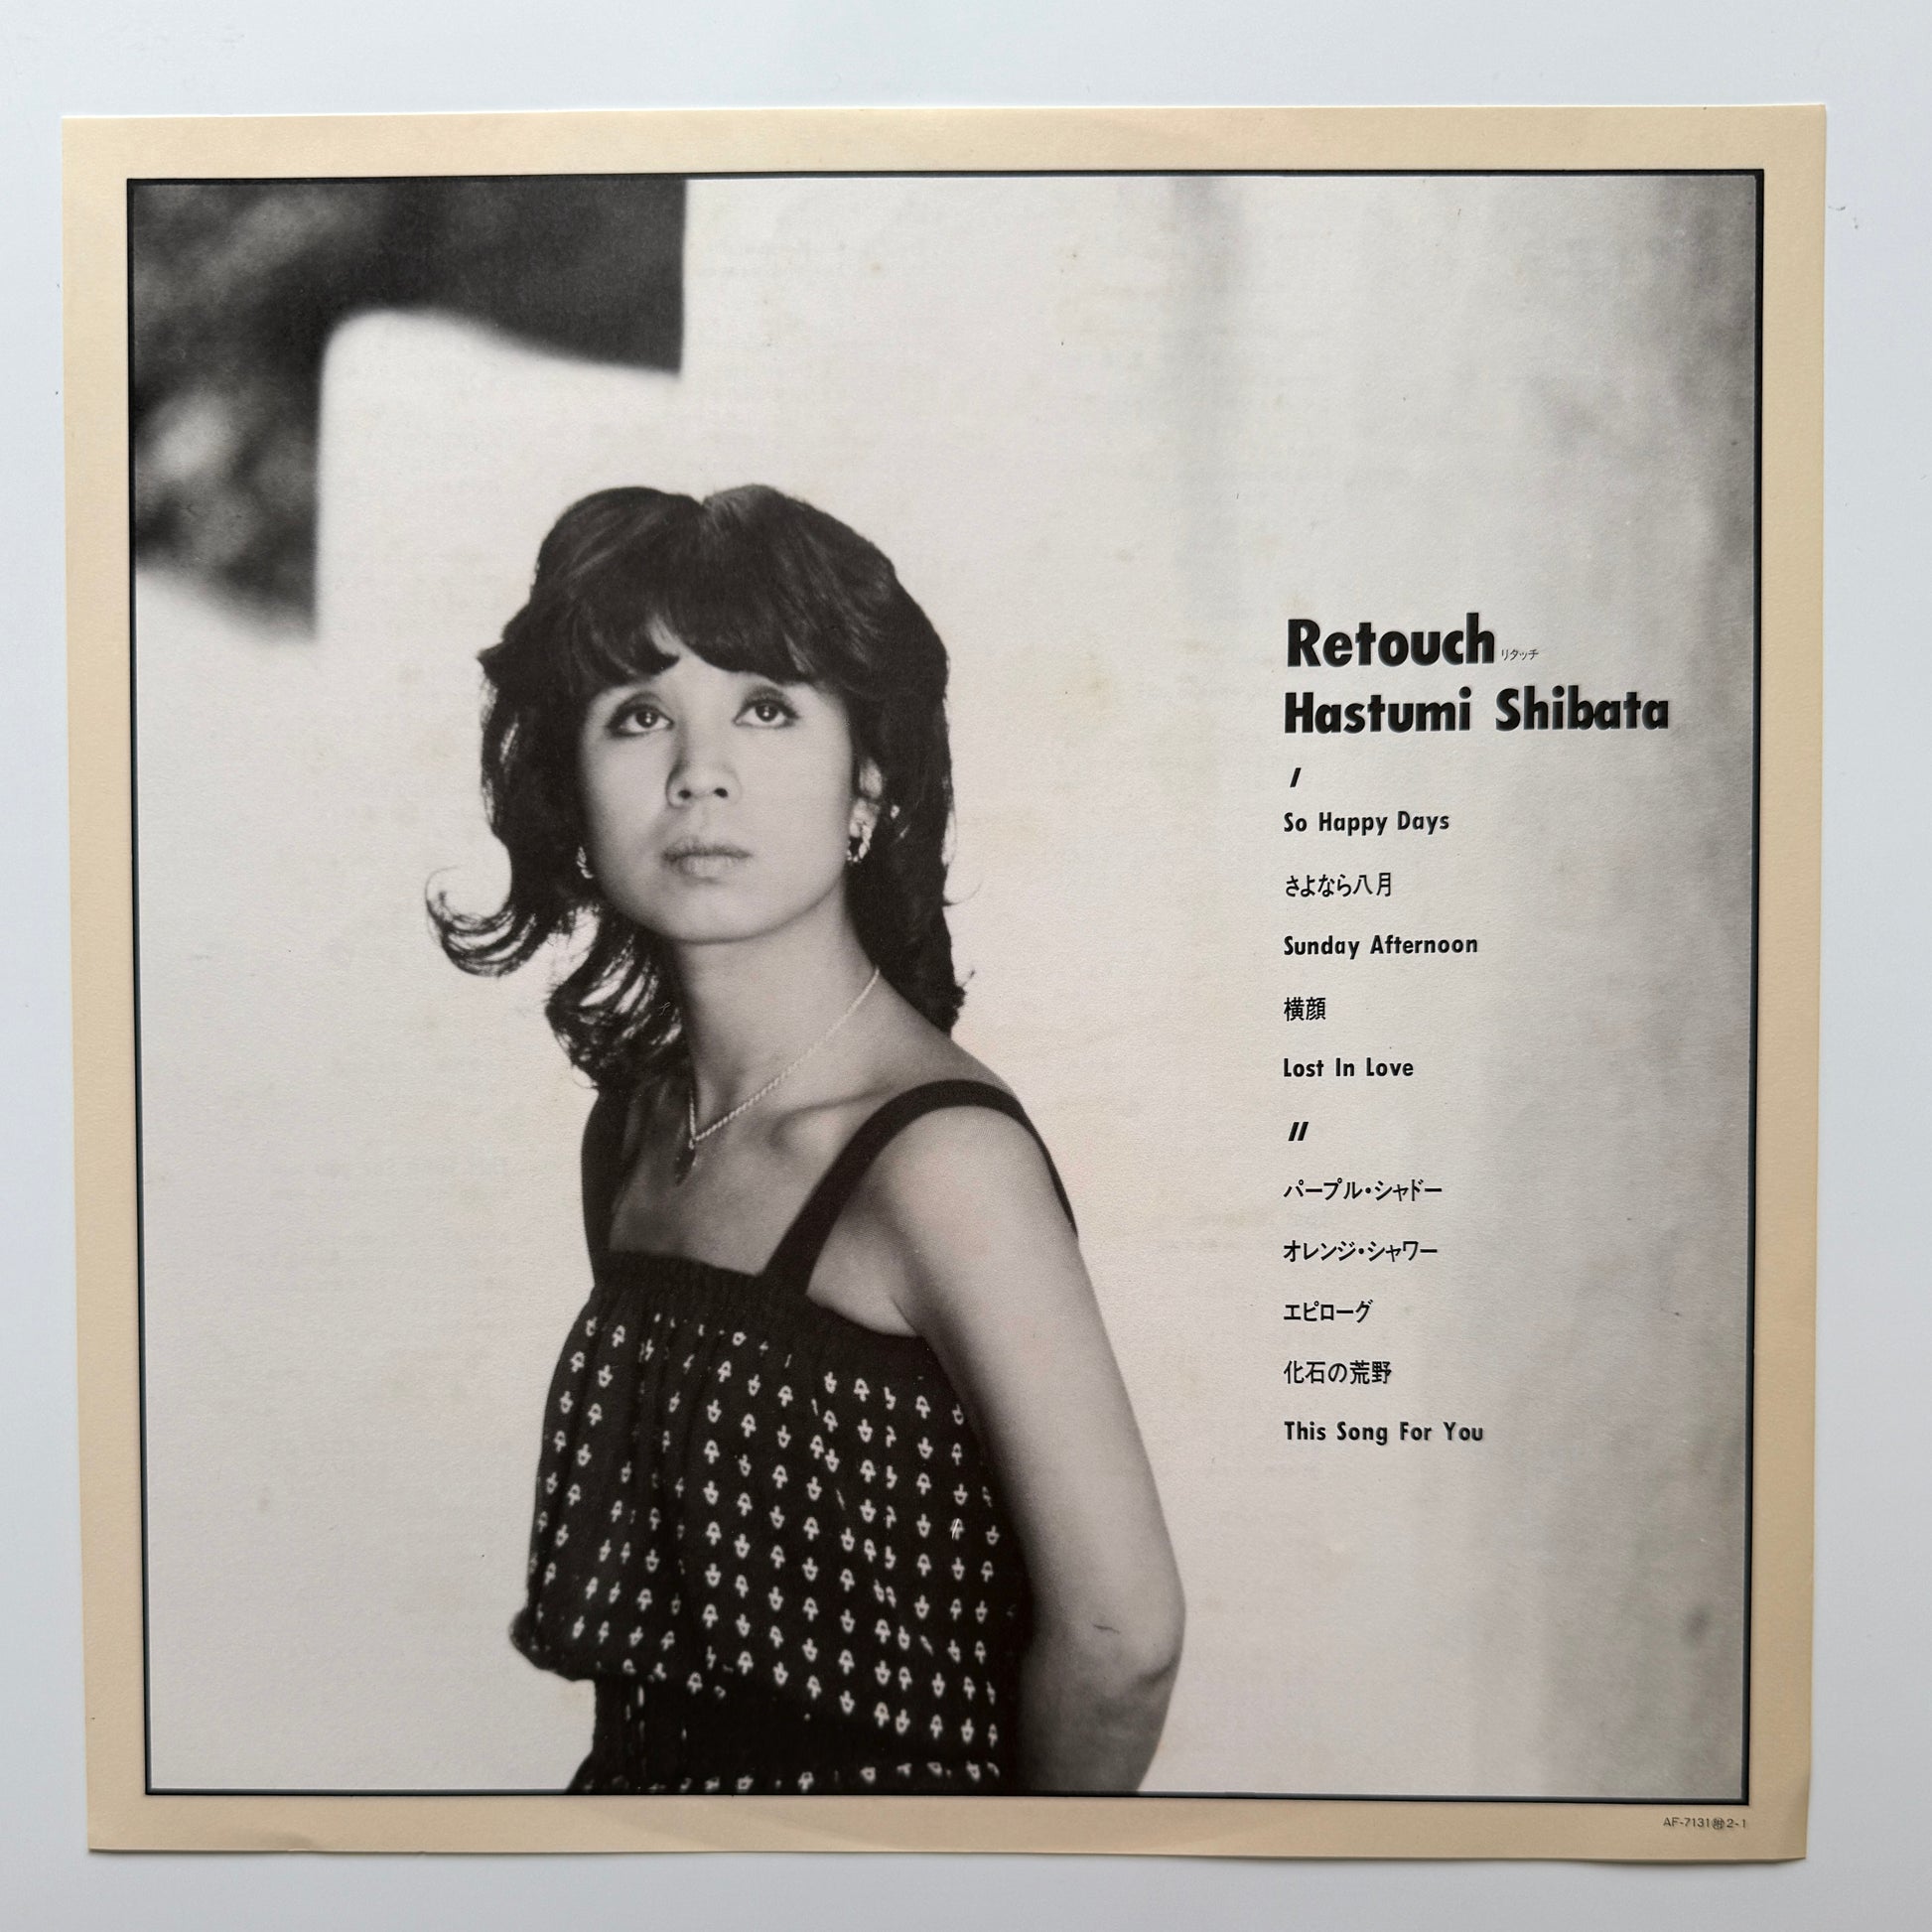 Retouch リタッチ
Hastumi Shibata
I
So Happy Days
さよなら八月
Sunday Afternoon
横顔
Lost In Love
II
パープル・シャドー
オレンジ・シャワー
エピローグ
化石の荒野
This Song For You
AF-7131 2-1